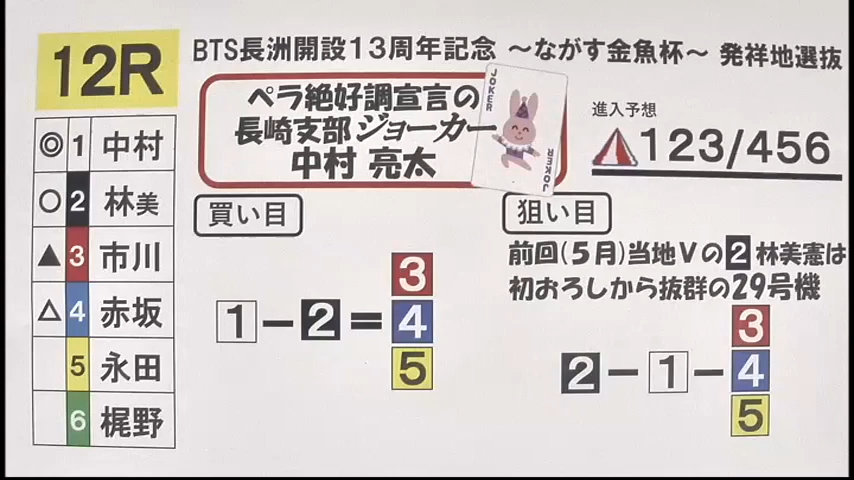 12R
BTS長洲開設13周年記念 ～ながす金魚杯～ 発祥地選抜
◎ 1 中村
○ 2 林美
▲ 3 市川
△ 4 赤坂
5 永田
6 梶野
ペラ絶好調宣言の
長崎支部ジョーカー
中村 亮太
JOKER
JOKER
進入予想
123/456
買い目
1－2＝3
4
5
狙い目
前回(5月)当地Vの2林美憲は
初おろしから抜群の29号機
2－1－3
4
5